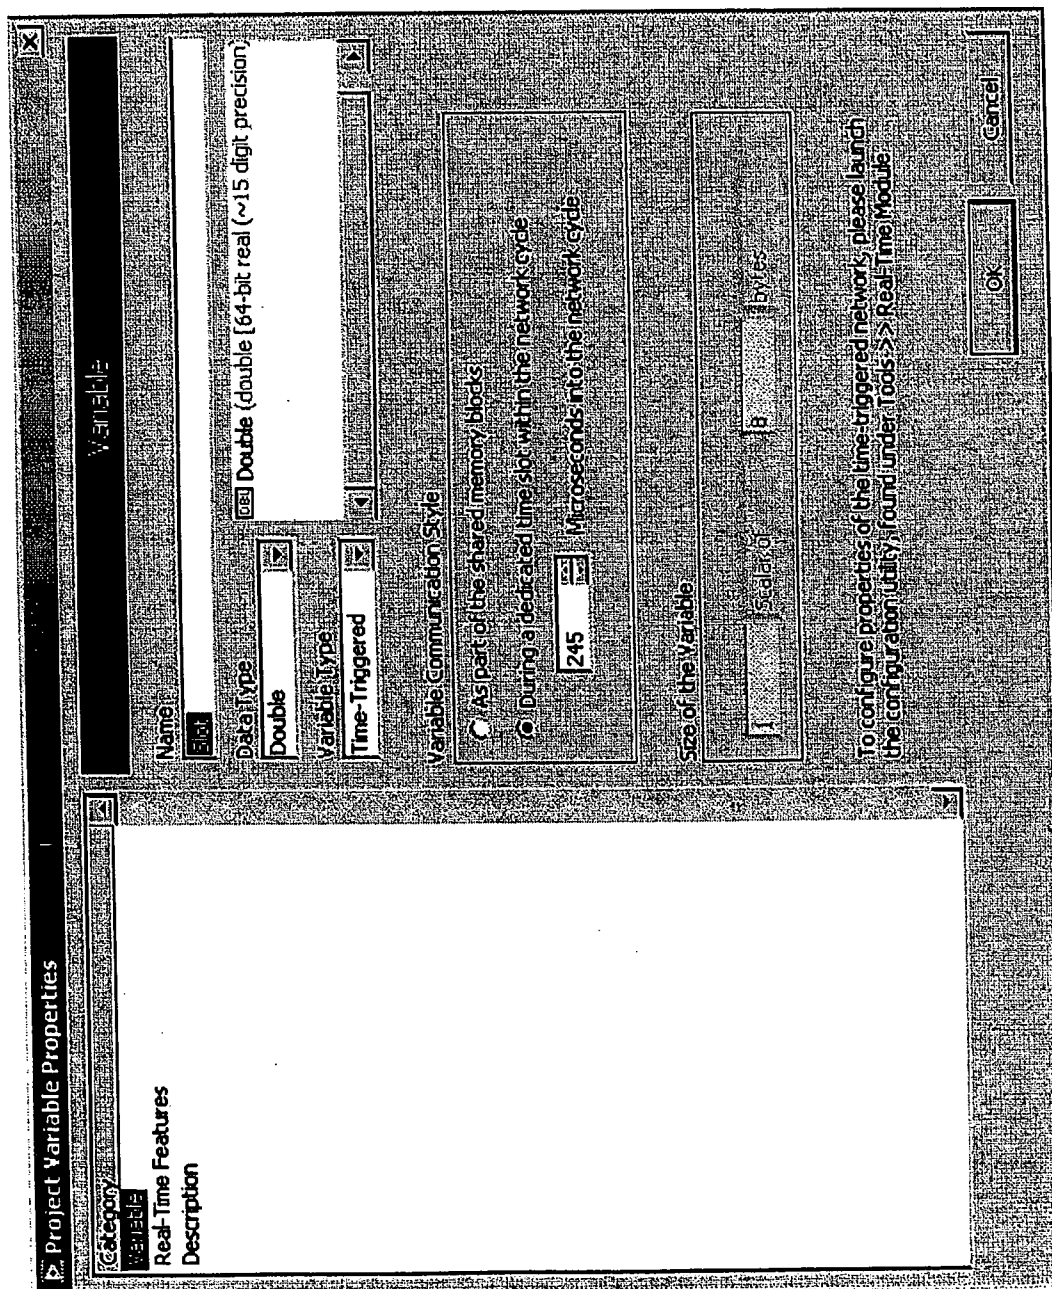 Project Variable Properties
Category
Variable
Real-Time Features
Description
Variable
Name
Data Type
Double
DBL Double (double [64-bit real (~15 digit precision)
Variable Type
Time-Triggered
Variable Communication Style
As part of the shared memory blocks
During a dedicated time slot within the network cycle
245 Microseconds into the network cycle
Size of the Variable
1 Scalar of 8 bytes
To configure properties of the time-triggered network, please launch
the configuration utility, found under Tools >> Real-Time Module
OK
Cancel